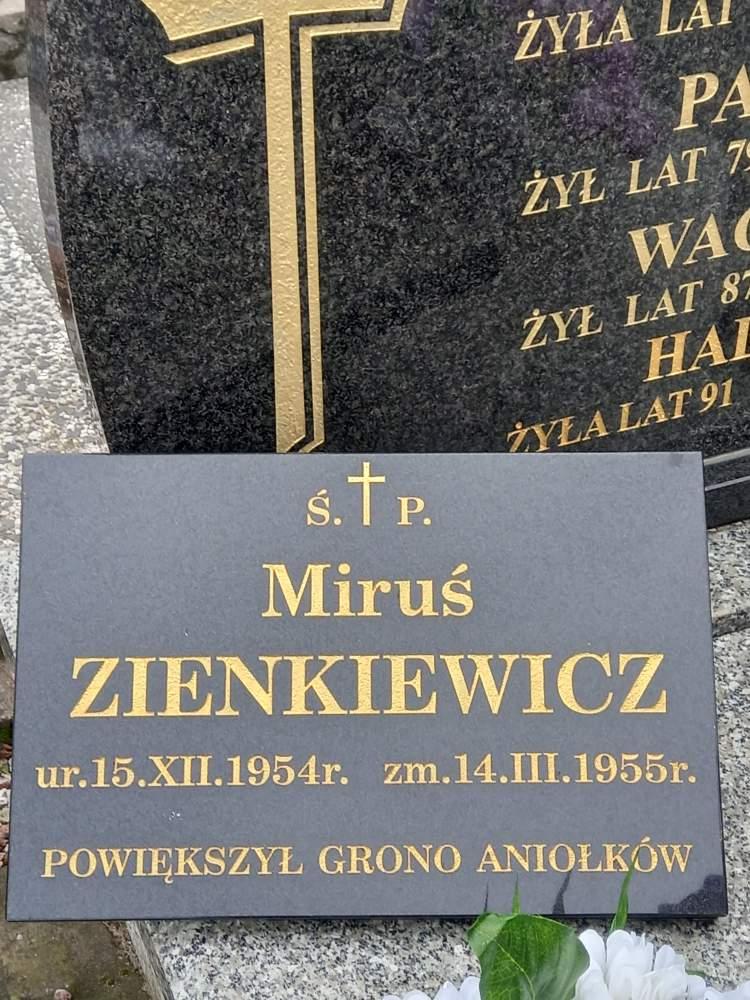 ŻYŁA LAT
ŻYŁ LAT
ŻYŁ LAT
ŻYŁA LAT 91
Ś. P.
Miruś
ZIENKIEWICZ
ur.15.XII.1954r. zm.14.III.1955r.
POWIĘKSZYŁ GRONO ANIOŁKÓW